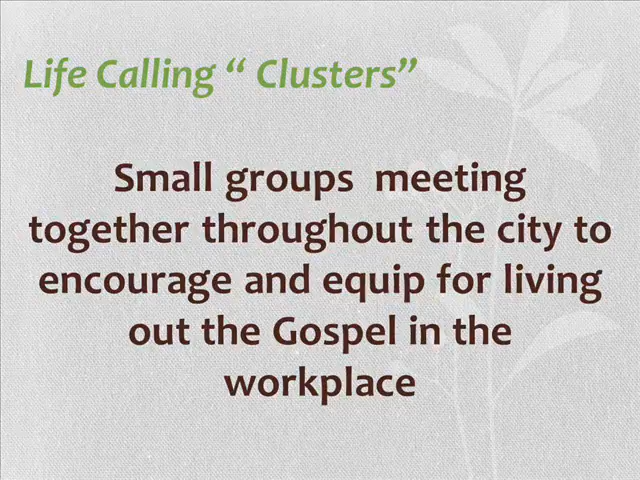 Life Calling “ Clusters”
Small groups  meeting
together throughout the city to
encourage and equip for living
out the Gospel in the
workplace